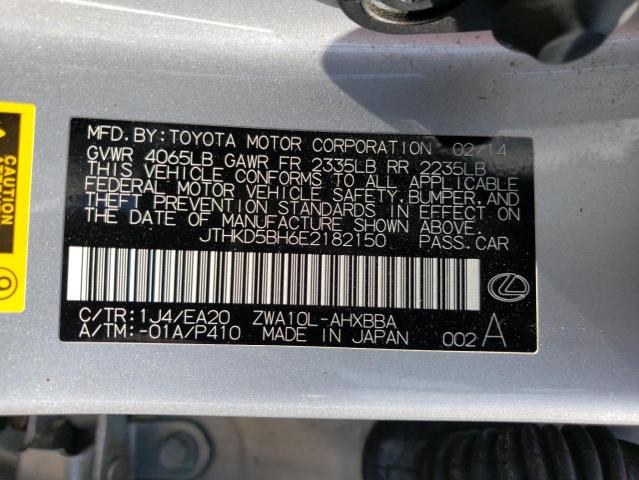 MFD. BY: TOYOTA MOTOR CORPORATION 02/14
GVWR 4065LB GAWR FR 2335LB RR 2235LB
THIS VEHICLE CONFORMS TO ALL APPLICABLE
FEDERAL MOTOR VEHICLE SAFETY, BUMPER, AND
THEFT PREVENTION STANDARDS IN EFFECT ON
THE DATE OF MANUFACTURE SHOWN ABOVE.
JTHKD5BH6E2182150 PASS. CAR
C/TR: 1J4/EA20 ZWA10L-AHXBBA
A/TM: -01A/P410 MADE IN JAPAN 002 A
CAUTION